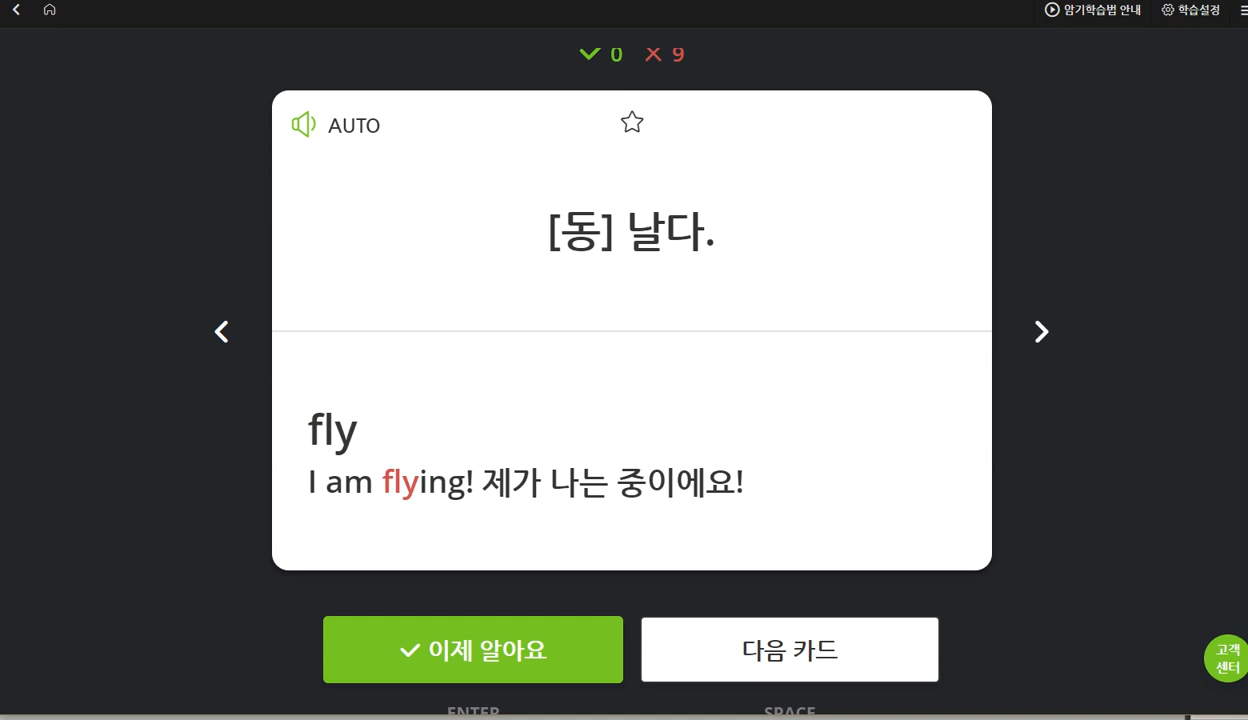 암기학습법 안내 학습설정
0 9
AUTO
[동] 날다.
fly
I am flying! 제가 나는 중이에요!
이제 알아요 다음 카드
고객
센터
ENTER SPACE